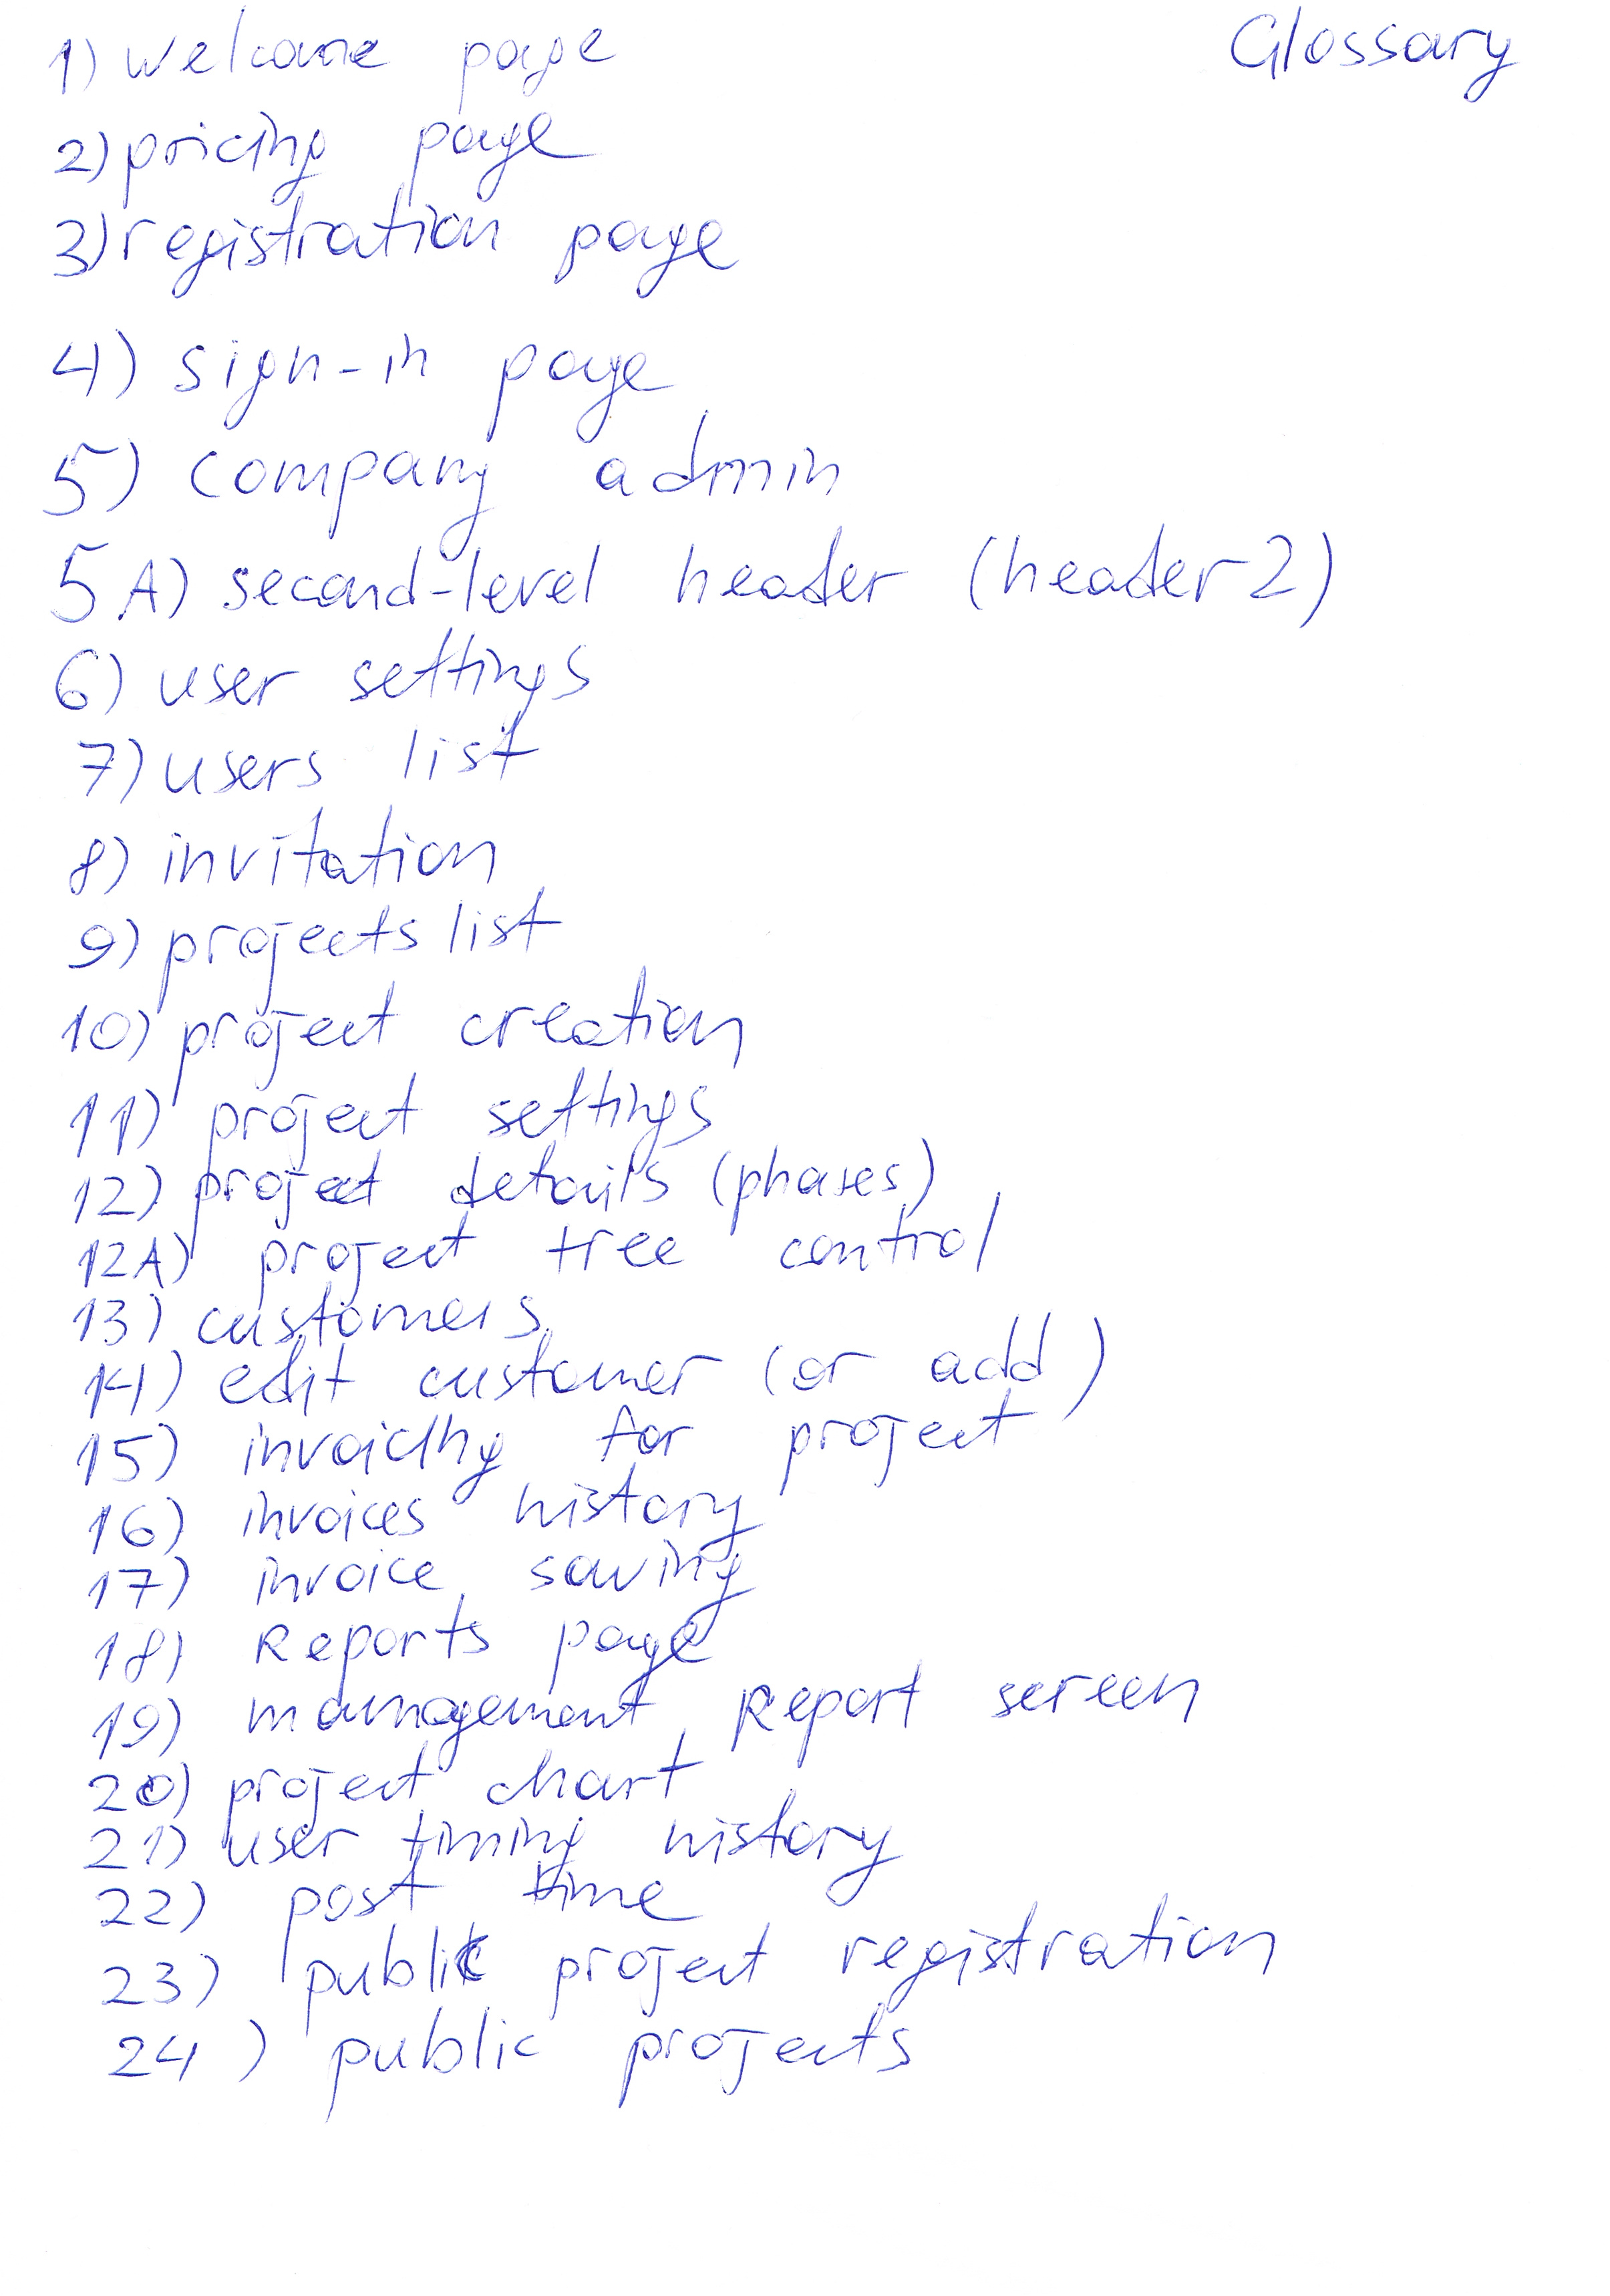 Glossary
1) welcome page
2) pricing page
3) registration page
4) sign-in page
5) company admin
5A) second-level header (header 2)
6) user settings
7) users list
8) invitation
9) projects list
10) project creation
11) project settings
12) project details (phases)
12A) project tree control
13) customers
14) edit customer (or add)
15) invoicing for project
16) invoices history
17) invoice saving
18) Reports page
19) management Report screen
20) project chart
21) user timing history
22) post time
23) public project registration
24) public projects